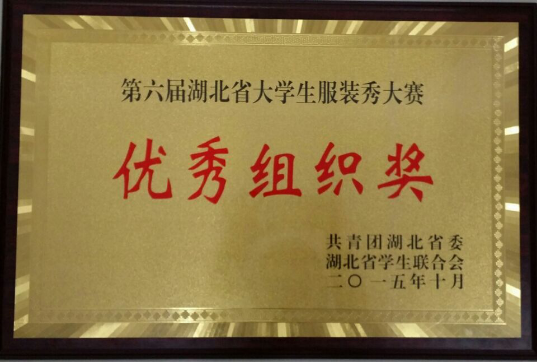 第六届湖北省大学生服装秀大赛
优秀组织奖
共青团湖北省委
湖北省学生联合会
二〇一五年十月